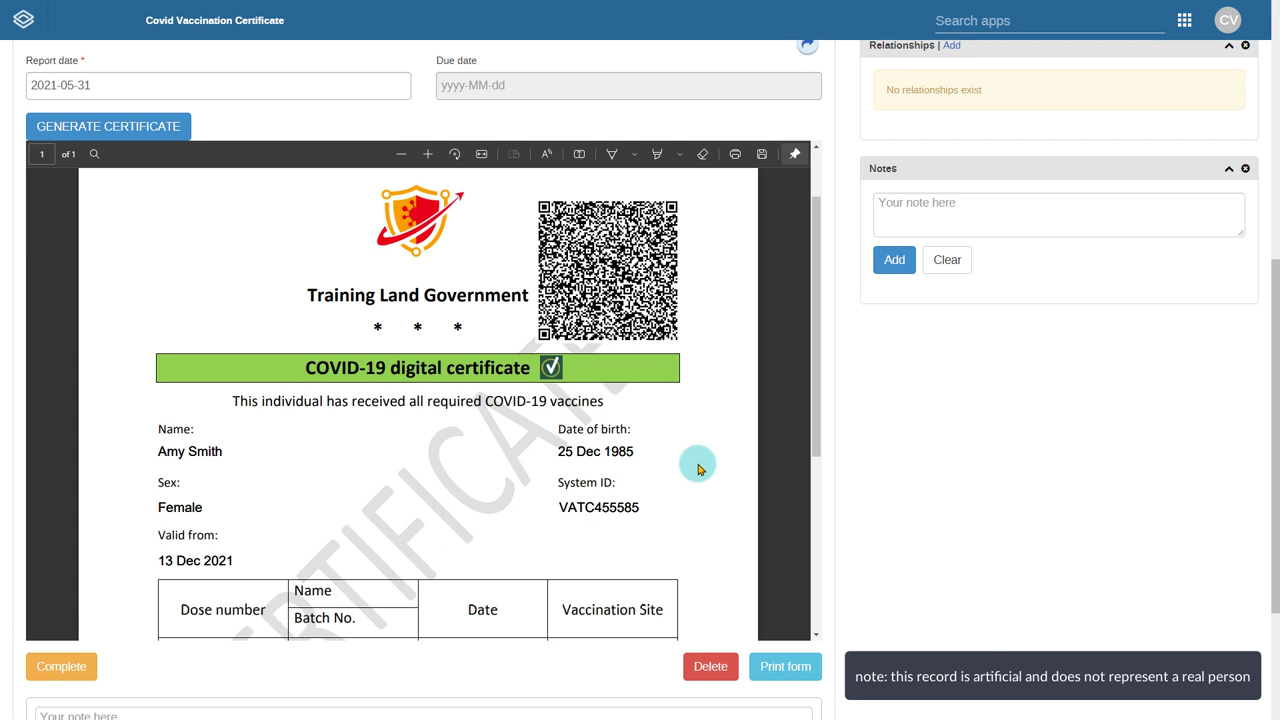 Covid Vaccination Certificate
Search apps
CV
Report date *
Due date
2021-05-31
yyyy-MM-dd
GENERATE CERTIFICATE
1 of 1
Training Land Government
* * *
COVID-19 digital certificate
This individual has received all required COVID-19 vaccines
Name:
Date of birth:
Amy Smith
25 Dec 1985
Sex:
System ID:
Female
VATC455585
Valid from:
13 Dec 2021
Dose number
Name
Batch No.
Date
Vaccination Site
CERTIFICATE
Complete
Delete
Print form
Your note here
Relationships | Add
No relationships exist
Notes
Your note here
Add
Clear
note: this record is artificial and does not represent a real person